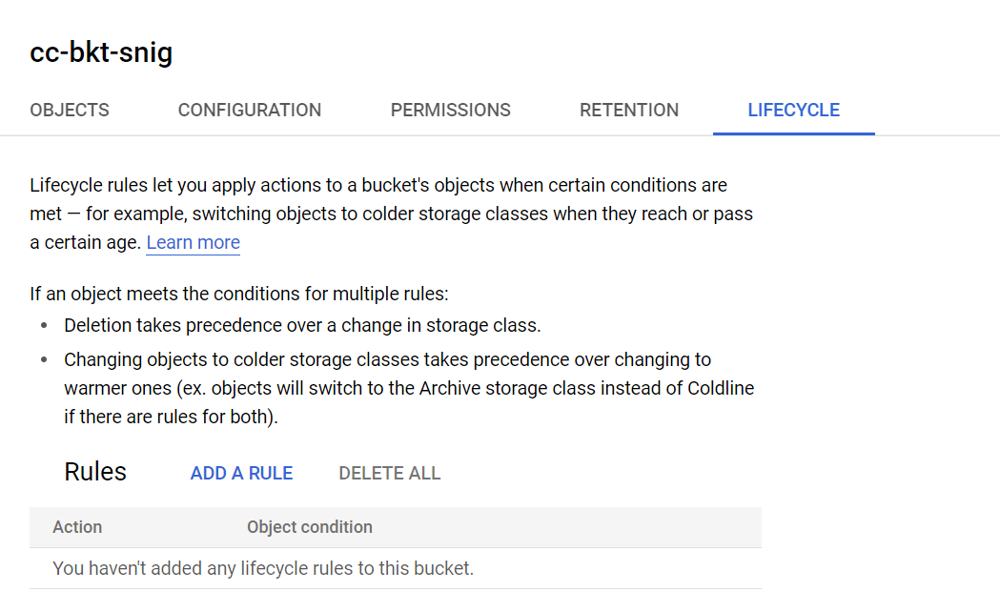 cc-bkt-snig
OBJECTS CONFIGURATION PERMISSIONS RETENTION LIFECYCLE
Lifecycle rules let you apply actions to a bucket's objects when certain conditions are
met — for example, switching objects to colder storage classes when they reach or pass
a certain age. Learn more
If an object meets the conditions for multiple rules:
• Deletion takes precedence over a change in storage class.
• Changing objects to colder storage classes takes precedence over changing to
warmer ones (ex. objects will switch to the Archive storage class instead of Coldline
if there are rules for both).
Rules ADD A RULE DELETE ALL
Action Object condition
You haven't added any lifecycle rules to this bucket.